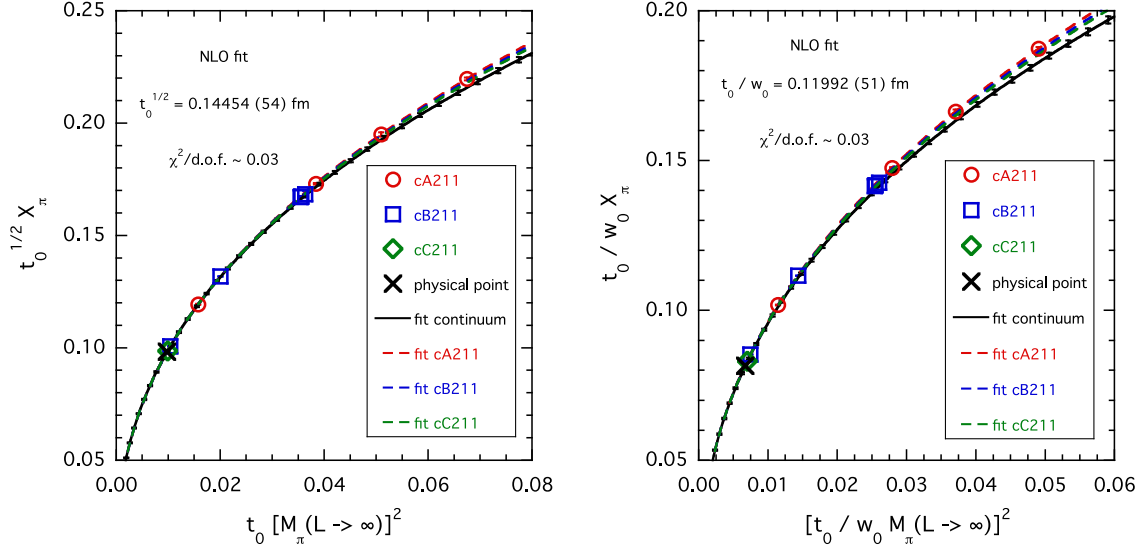 NLO fit
t₀^1/2 = 0.14454 (54) fm
χ²/d.o.f. ~ 0.03
cA211
cB211
cC211
physical point
fit continuum
fit cA211
fit cB211
fit cC211
t₀^1/2 X_π
0.25
0.20
0.15
0.10
0.05
0.00 0.02 0.04 0.06 0.08
t₀ [M_π(L -> ∞)]²
NLO fit
t₀ / w₀ = 0.11992 (51) fm
χ²/d.o.f. ~ 0.03
cA211
cB211
cC211
physical point
fit continuum
fit cA211
fit cB211
fit cC211
t₀ / w₀ X_π
0.20
0.15
0.10
0.05
0.00 0.01 0.02 0.03 0.04 0.05 0.06
[t₀ / w₀ M_π(L -> ∞)]²